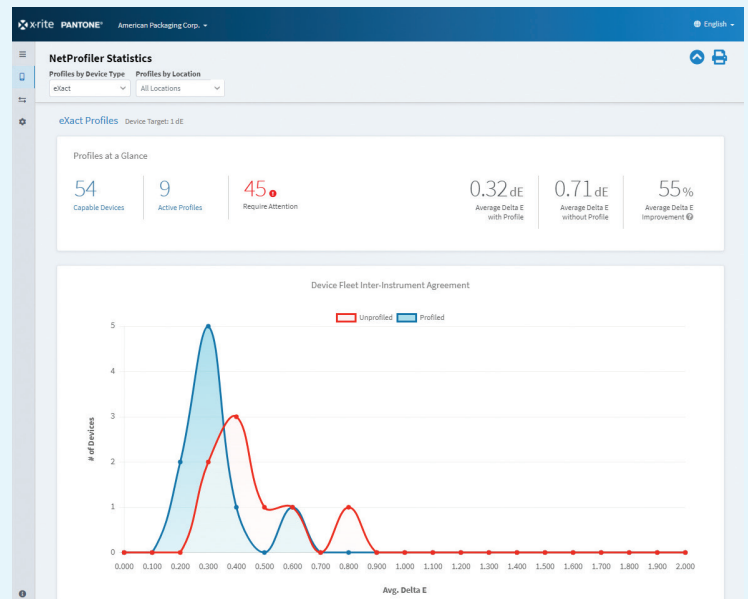 x·rite PANTONE® American Packaging Corp.
English
NetProfiler Statistics
Profiles by Device Type Profiles by Location
eXact All Locations
eXact Profiles Device Target: 1 dE
Profiles at a Glance
54 9 45 0.32 dE 0.71 dE 55 %
Capable Devices Active Profiles Require Attention Average Delta E Average Delta E Average Delta E
with Profile without Profile Improvement
Device Fleet Inter-Instrument Agreement
Unprofiled Profiled
5
4
3
2
1
0
# of Devices
0.000 0.100 0.200 0.300 0.400 0.500 0.600 0.700 0.800 0.900 1.000 1.100 1.200 1.300 1.400 1.500 1.600 1.700 1.800 1.900 2.000
Avg. Delta E